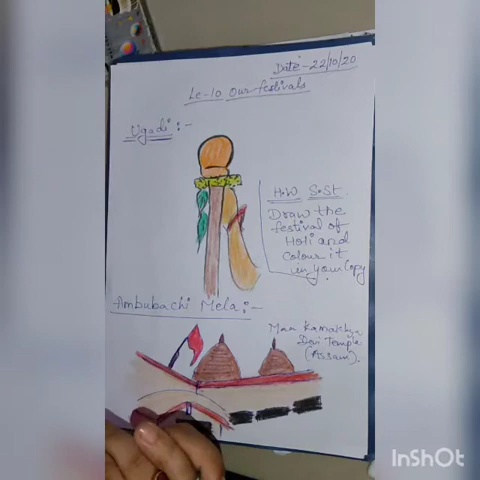 Date - 22/10/20
Le-10 Our festivals
Ugadi :-
H.W S.St.
Draw the
festival of
Holi and
Colour it
in your Copy
Ambubachi Mela :-
Maa Kamakhya
Devi Temple
(Assam).
InShOt